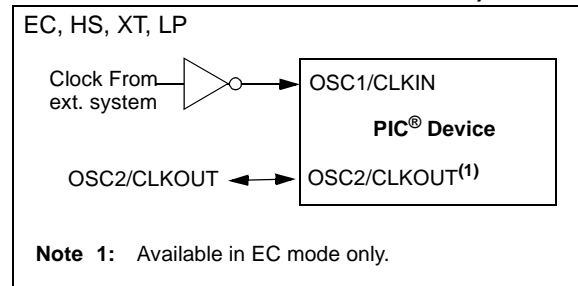 EC, HS, XT, LP
Clock From
ext. system
OSC1/CLKIN
PIC® Device
OSC2/CLKOUT
OSC2/CLKOUT(1)
Note 1: Available in EC mode only.